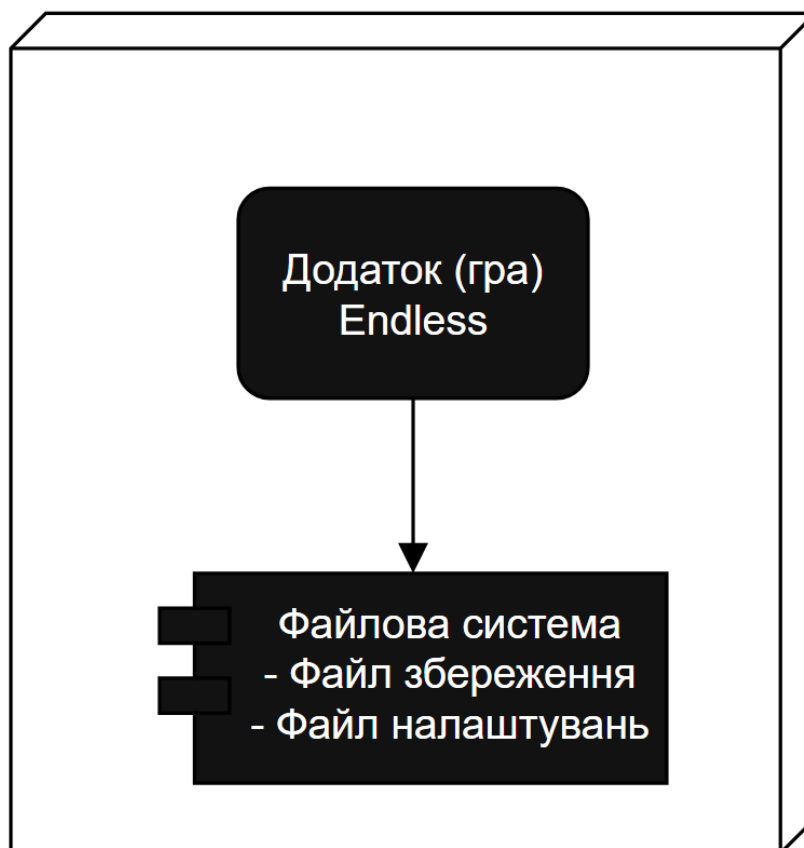 Додаток (гра)
Endless
Файлова система
- Файл збереження
- Файл налаштувань